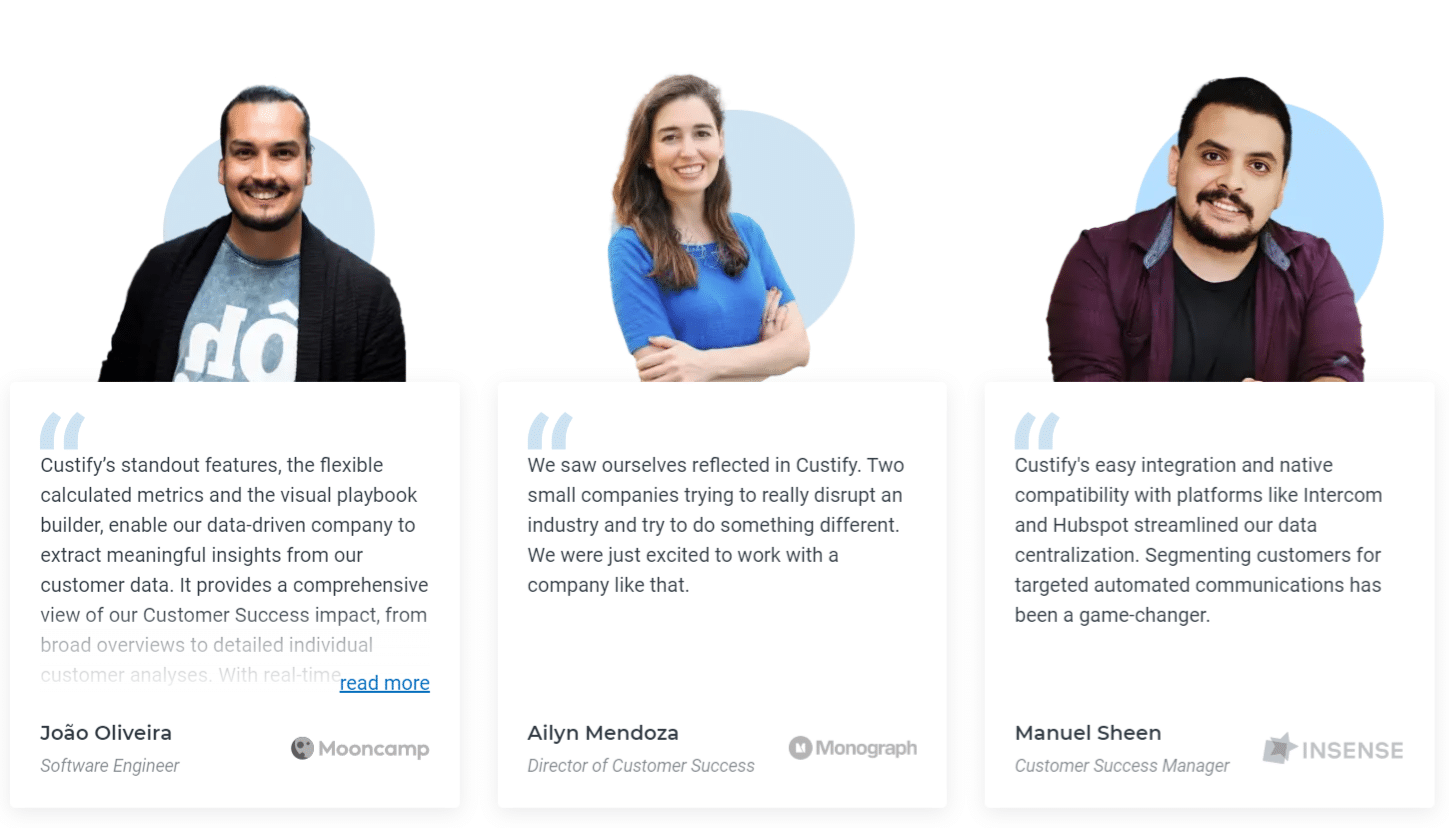 Custify’s standout features, the flexible
calculated metrics and the visual playbook
builder, enable our data-driven company to
extract meaningful insights from our
customer data. It provides a comprehensive
view of our Customer Success impact, from
broad overviews to detailed individual
customer analyses. With real-time
read more
João Oliveira
Software Engineer
Mooncamp
We saw ourselves reflected in Custify. Two
small companies trying to really disrupt an
industry and try to do something different.
We were just excited to work with a
company like that.
Ailyn Mendoza
Director of Customer Success
Monograph
Custify's easy integration and native
compatibility with platforms like Intercom
and Hubspot streamlined our data
centralization. Segmenting customers for
targeted automated communications has
been a game-changer.
Manuel Sheen
Customer Success Manager
INSENSE